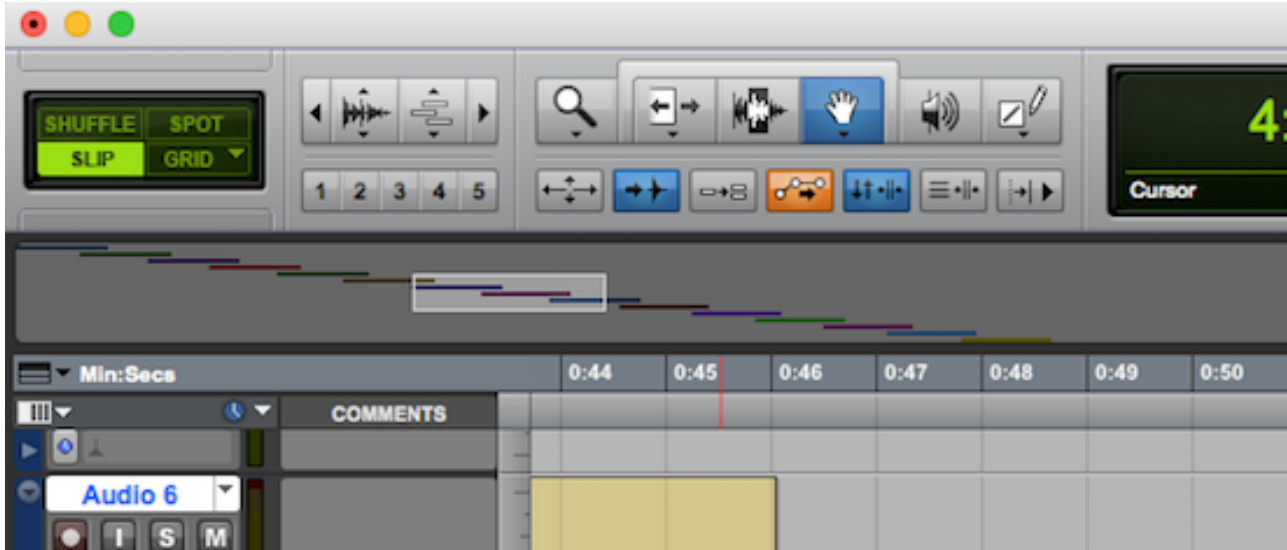 SHUFFLE SPOT
SLIP GRID
1 2 3 4 5
Cursor
Min:Secs 0:44 0:45 0:46 0:47 0:48 0:49 0:50
COMMENTS
Audio 6
I S M